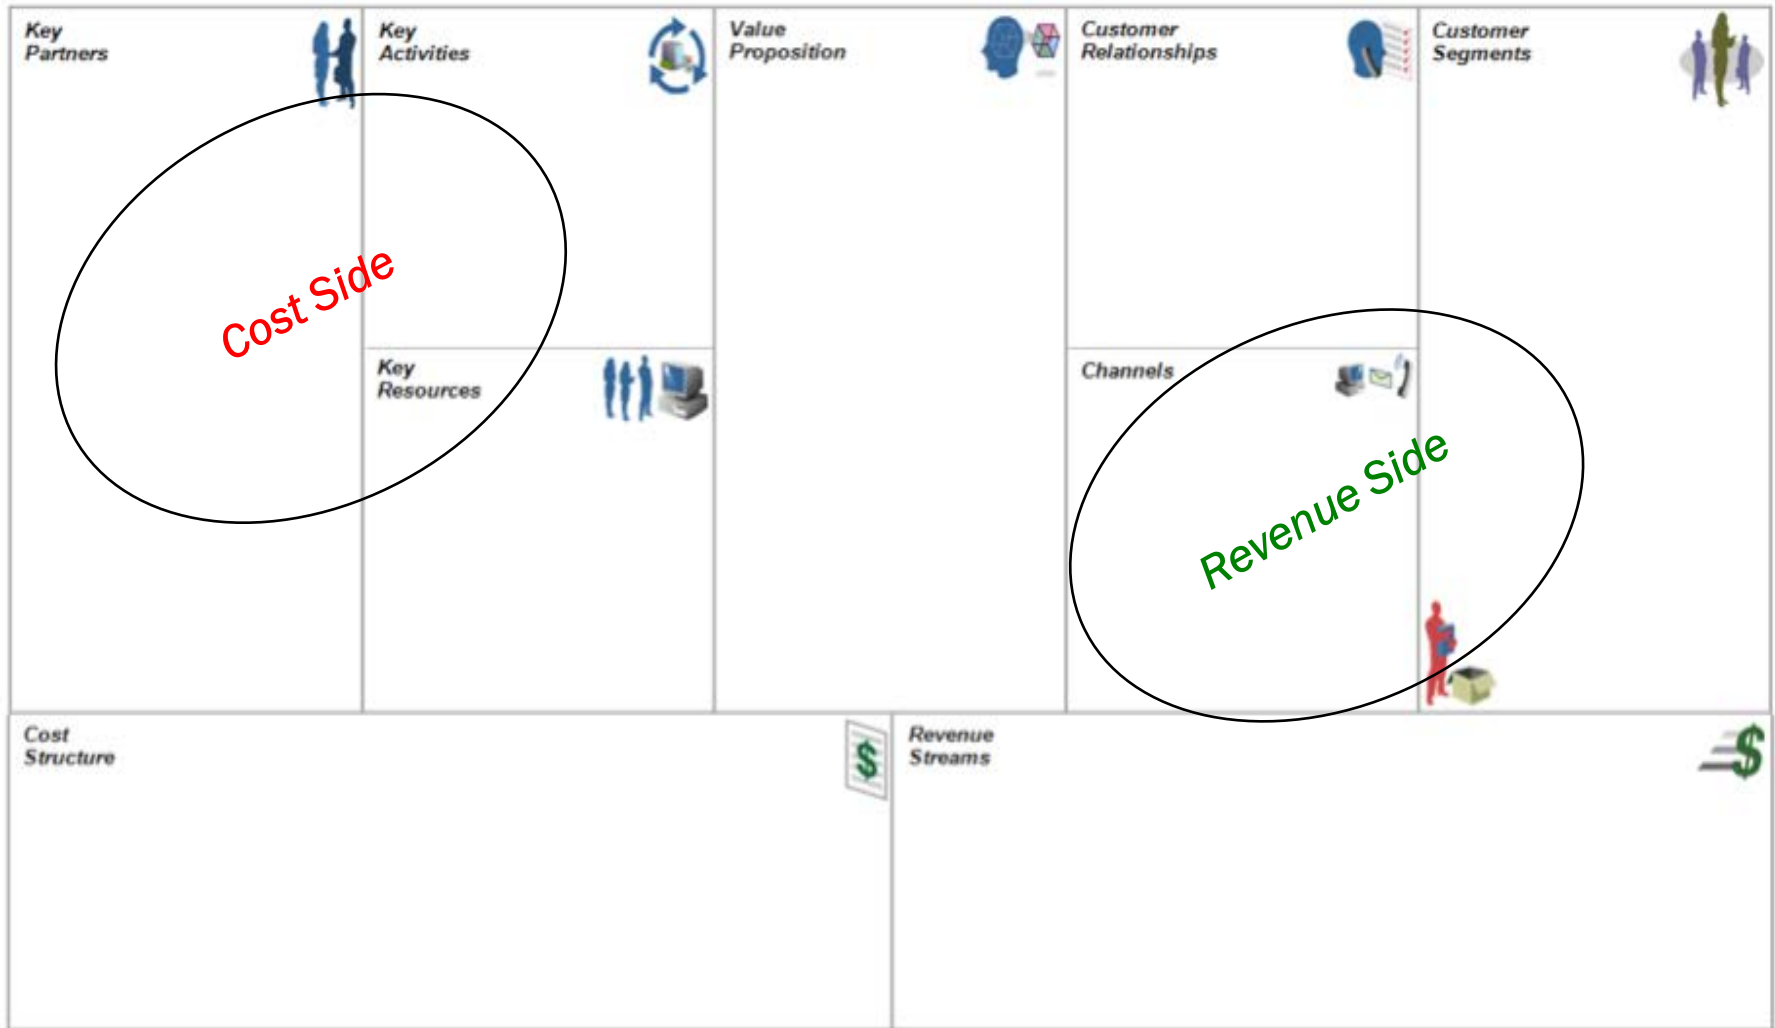 Key
Partners
Key
Activities
Value
Proposition
Customer
Relationships
Customer
Segments
Cost Side
Key
Resources
Channels
Revenue Side
Cost
Structure
$
Revenue
Streams
$